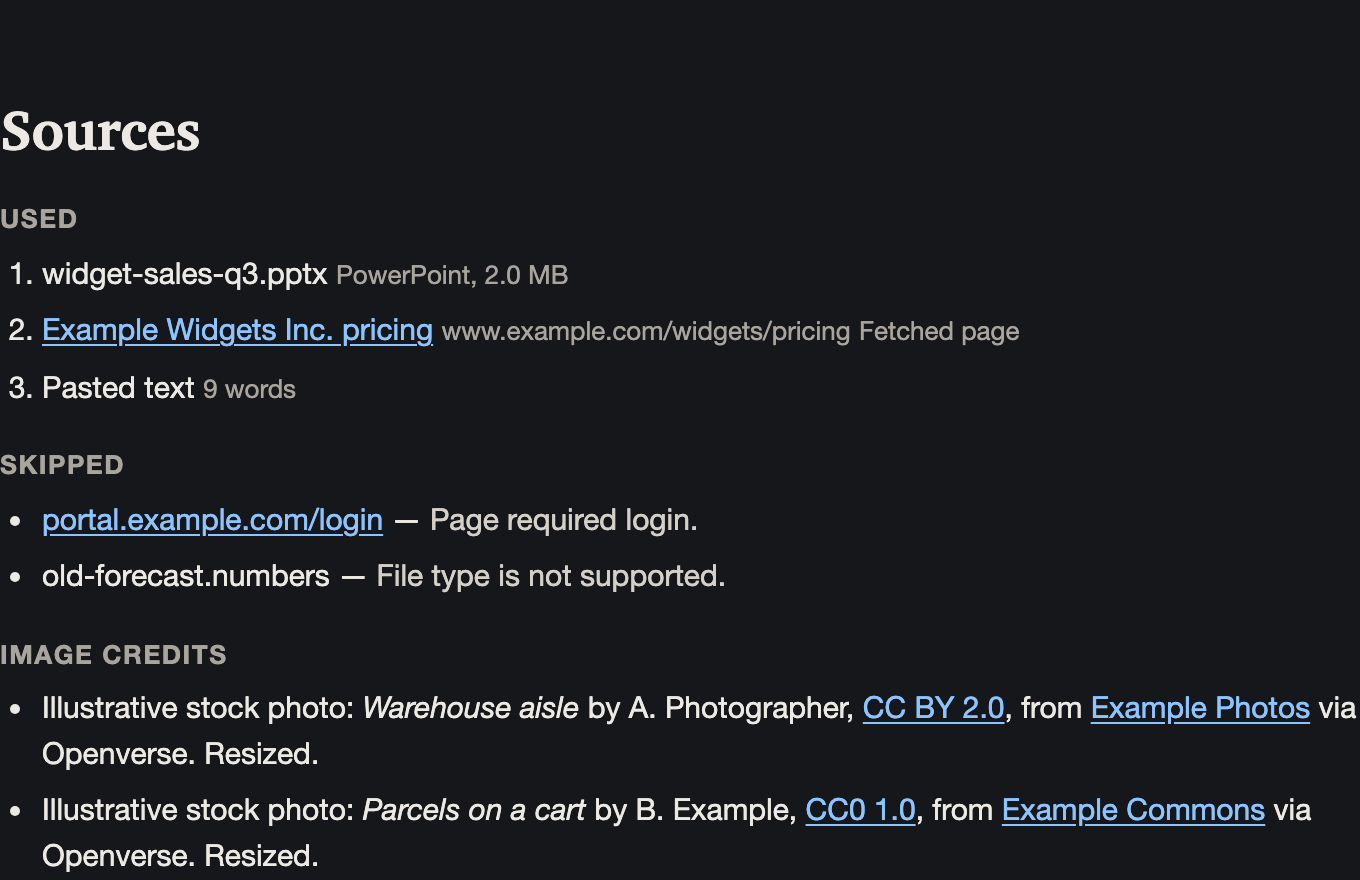 Sources
USED
1. widget-sales-q3.pptx PowerPoint, 2.0 MB
2. Example Widgets Inc. pricing www.example.com/widgets/pricing Fetched page
3. Pasted text 9 words
SKIPPED
• portal.example.com/login — Page required login.
• old-forecast.numbers — File type is not supported.
IMAGE CREDITS
• Illustrative stock photo: Warehouse aisle by A. Photographer, CC BY 2.0, from Example Photos via
Openverse. Resized.
• Illustrative stock photo: Parcels on a cart by B. Example, CC0 1.0, from Example Commons via
Openverse. Resized.